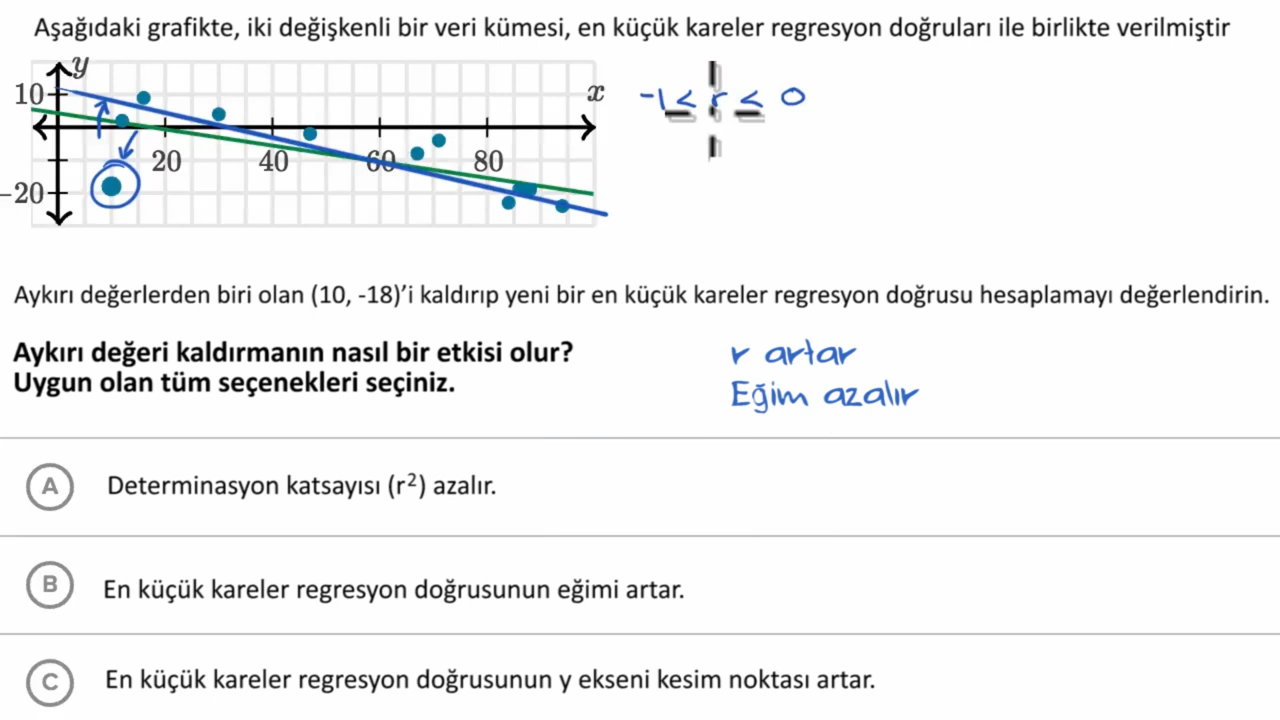 Aşağıdaki grafikte, iki değişkenli bir veri kümesi, en küçük kareler regresyon doğruları ile birlikte verilmiştir
y
10
x
-1 ≤ r ≤ 0
20 40 60 80
-20
Aykırı değerlerden biri olan (10, -18)'i kaldırıp yeni bir en küçük kareler regresyon doğrusu hesaplamayı değerlendirin.
Aykırı değeri kaldırmanın nasıl bir etkisi olur?
r artar
Uygun olan tüm seçenekleri seçiniz.
Eğim azalır
A Determinasyon katsayısı (r²) azalır.
B En küçük kareler regresyon doğrusunun eğimi artar.
C En küçük kareler regresyon doğrusunun y ekseni kesim noktası artar.